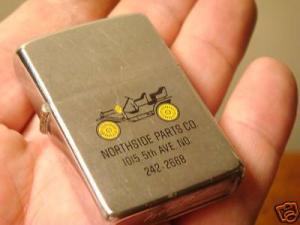 NORTHSIDE PARTS CO.
1015 5th AVE. NO.
242-2668